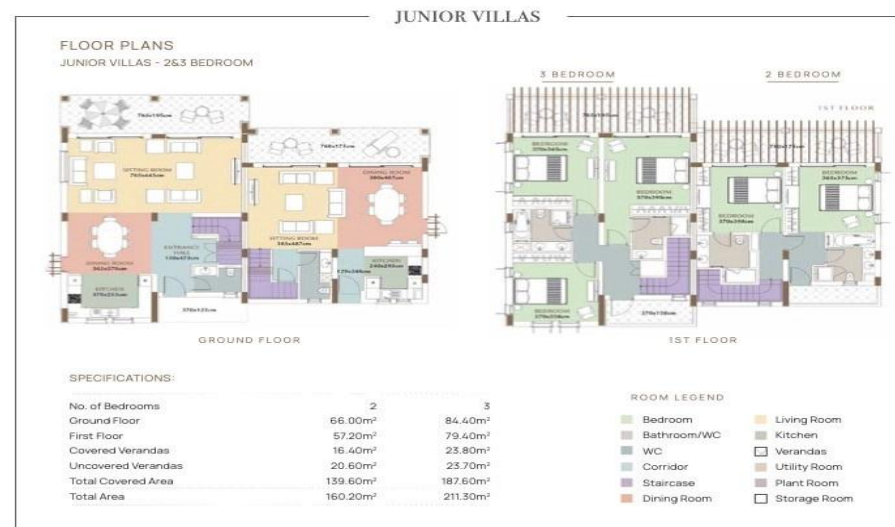 JUNIOR VILLAS
FLOOR PLANS
JUNIOR VILLAS - 2&3 BEDROOM
3 BEDROOM
2 BEDROOM
1ST FLOOR
SITTING ROOM
DINING ROOM
ENTRANCE
HALL
SITTING ROOM
DINING ROOM
KITCHEN
KITCHEN
BEDROOM
BEDROOM
BEDROOM
BEDROOM
BEDROOM
GROUND FLOOR
1ST FLOOR
SPECIFICATIONS:
No. of Bedrooms 2 3
Ground Floor 66.00m² 84.40m²
First Floor 57.20m² 79.40m²
Covered Verandas 16.40m² 23.80m²
Uncovered Verandas 20.60m² 23.70m²
Total Covered Area 139.60m² 187.60m²
Total Area 160.20m² 211.30m²
ROOM LEGEND
Bedroom
Bathroom/WC
WC
Corridor
Staircase
Dining Room
Living Room
Kitchen
Verandas
Utility Room
Plant Room
Storage Room